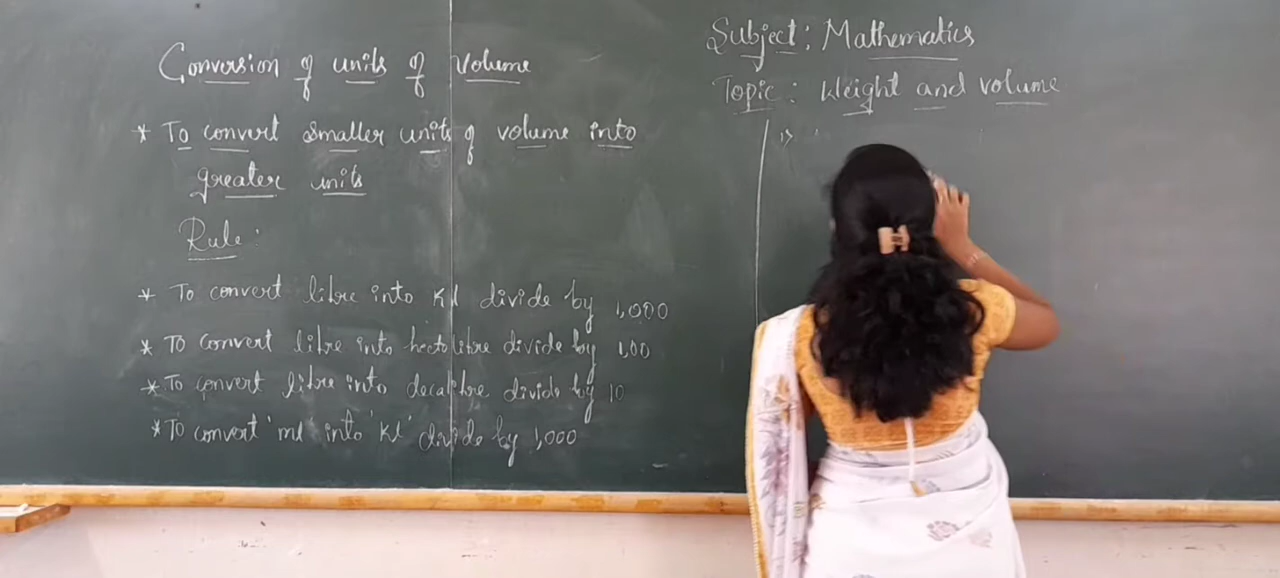 Conversion of units of Volume
* To convert smaller units of volume into
greater units
Rule:
* To convert litre into Kl divide by 1,000
* To convert litre into hectolitre divide by 100
* To convert litre into decalitre divide by 10
* To convert 'ml into 'Kl' divide by 1,000
Subject: Mathematics
Topic: Weight and volume
1>